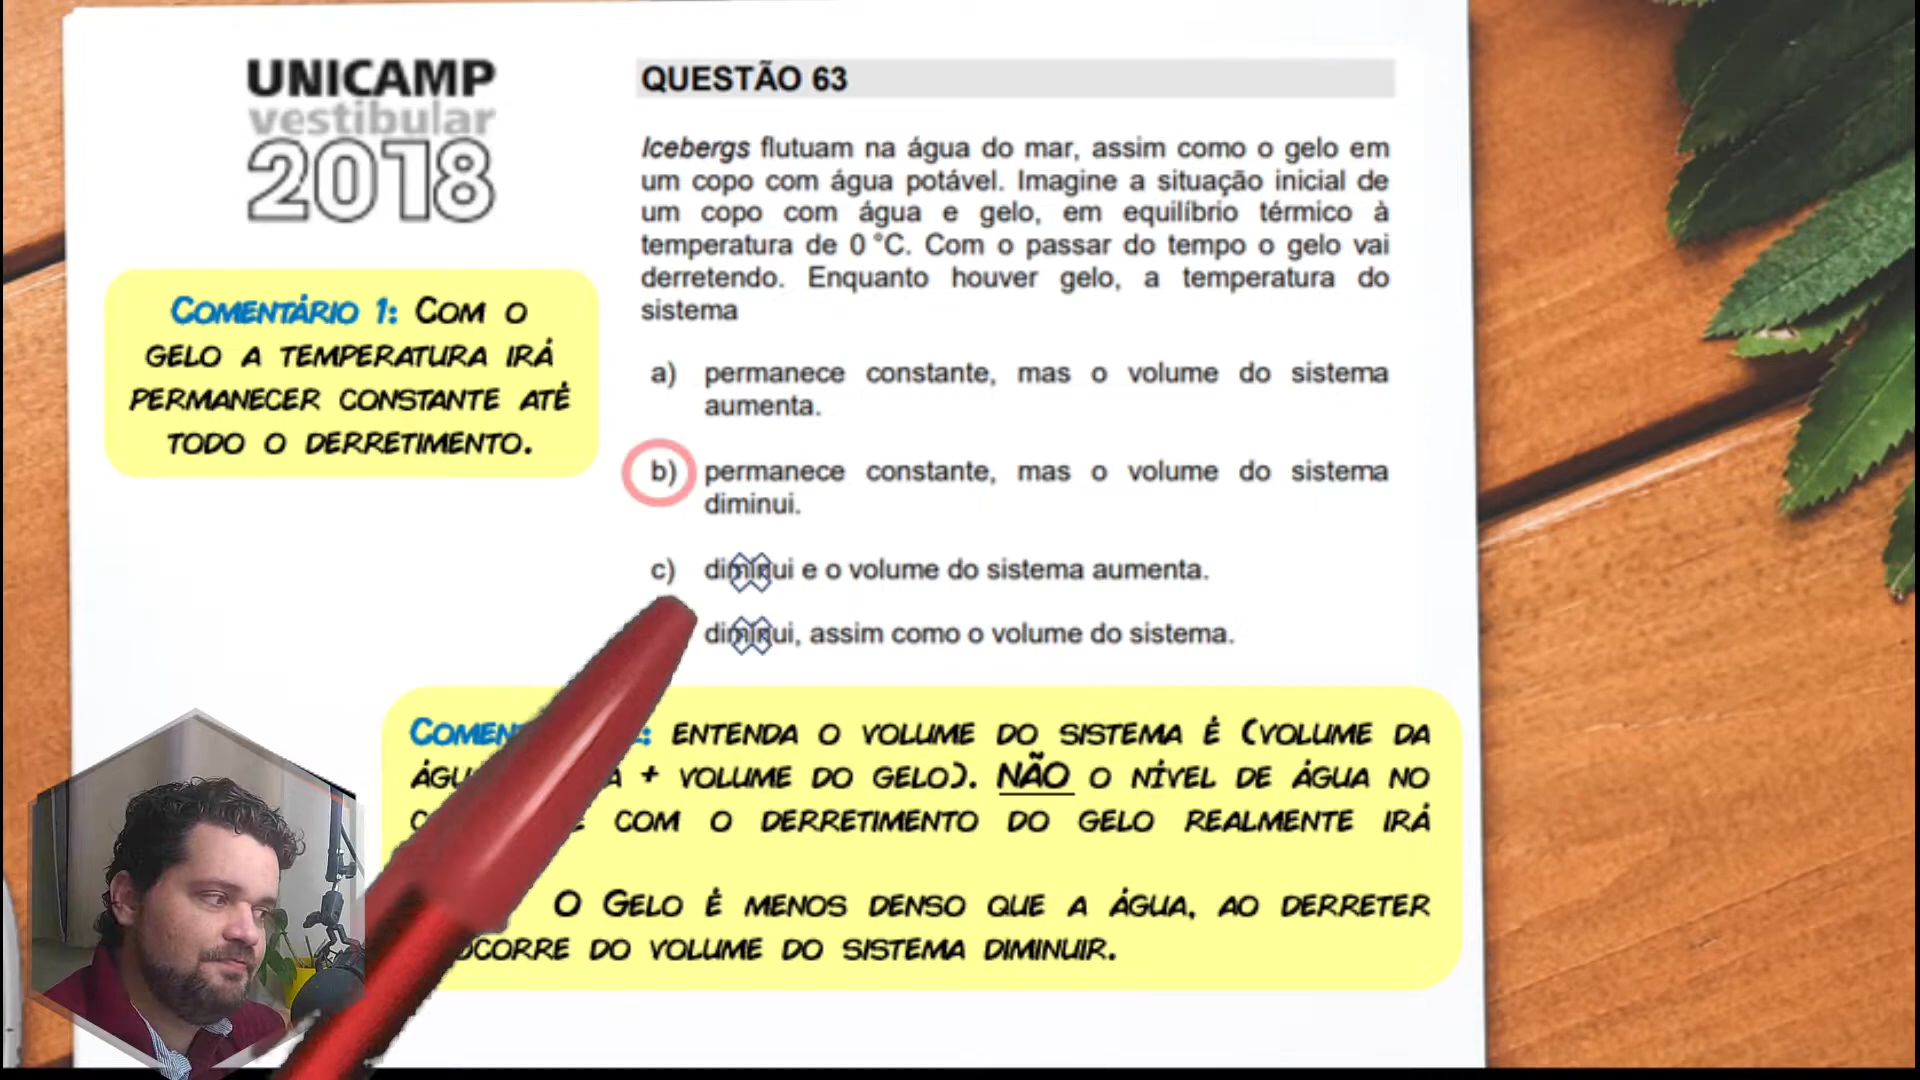 UNICAMP
vestibular
2018
QUESTÃO 63
Icebergs flutuam na água do mar, assim como o gelo em
um copo com água potável. Imagine a situação inicial de
um copo com água e gelo, em equilíbrio térmico à
temperatura de 0 °C. Com o passar do tempo o gelo vai
derretendo. Enquanto houver gelo, a temperatura do
sistema
a) permanece constante, mas o volume do sistema
aumenta.
b) permanece constante, mas o volume do sistema
diminui.
c) diminui e o volume do sistema aumenta.
diminui, assim como o volume do sistema.
COMENTÁRIO 1: COM O
GELO A TEMPERATURA IRÁ
PERMANECER CONSTANTE ATÉ
TODO O DERRETIMENTO.
ENTENDA O VOLUME DO SISTEMA É (VOLUME DA
+ VOLUME DO GELO). NÃO O NÍVEL DE ÁGUA NO
COM O DERRETIMENTO DO GELO REALMENTE IRÁ
O GELO É MENOS DENSO QUE A ÁGUA, AO DERRETER
OCORRE DO VOLUME DO SISTEMA DIMINUIR.